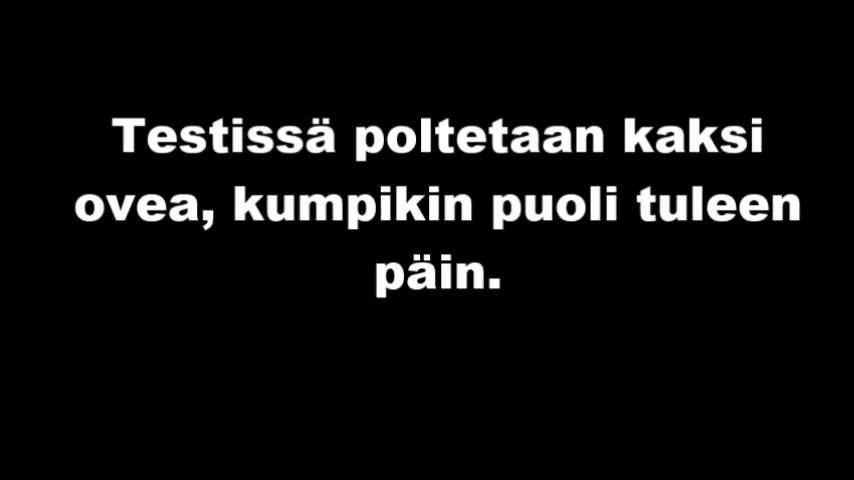 Testissä poltetaan kaksi
ovea, kumpikin puoli tuleen
päin.